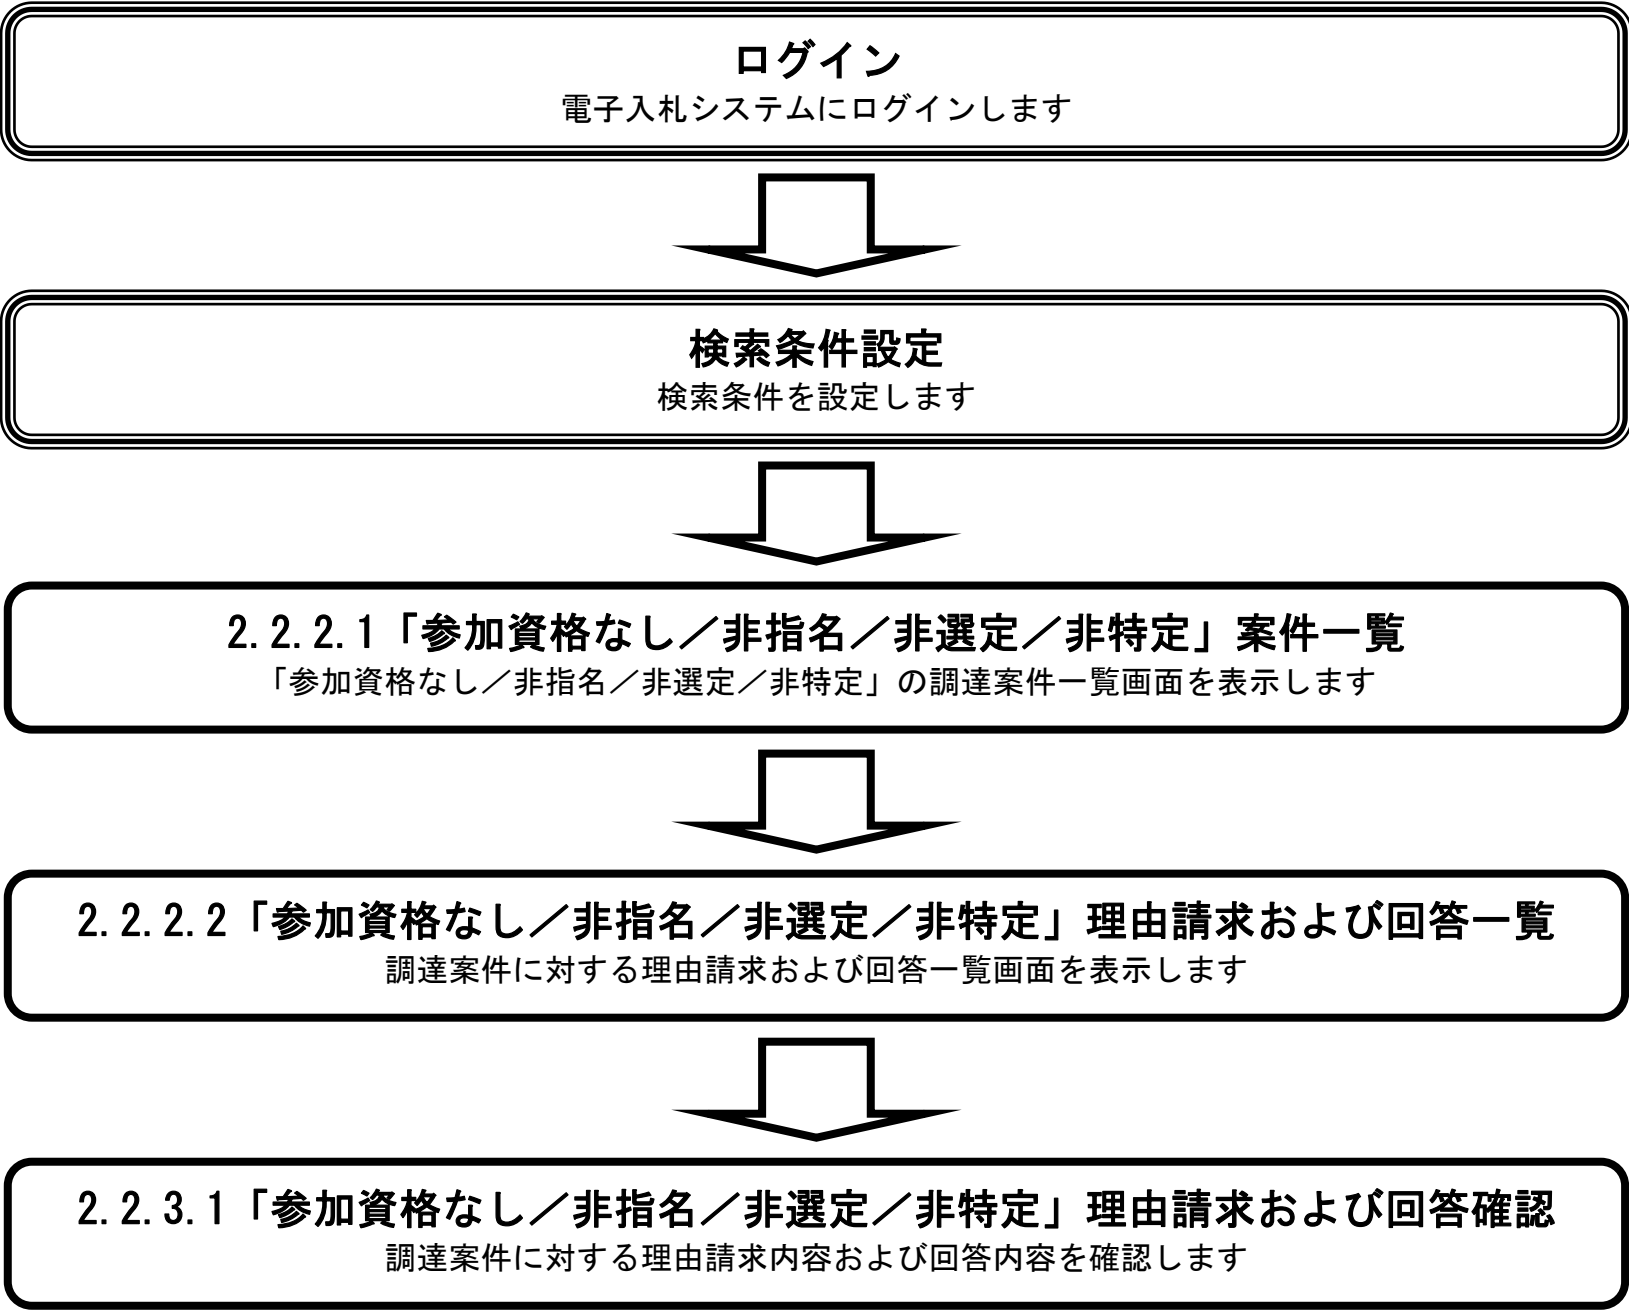 ログイン
電子入札システムにログインします
検索条件設定
検索条件を設定します
2.2.2.1「参加資格なし／非指名／非選定／非特定」案件一覧
「参加資格なし／非指名／非選定／非特定」の調達案件一覧画面を表示します
2.2.2.2「参加資格なし／非指名／非選定／非特定」理由請求および回答一覧
調達案件に対する理由請求および回答一覧画面を表示します
2.2.3.1「参加資格なし／非指名／非選定／非特定」理由請求および回答確認
調達案件に対する理由請求内容および回答内容を確認します